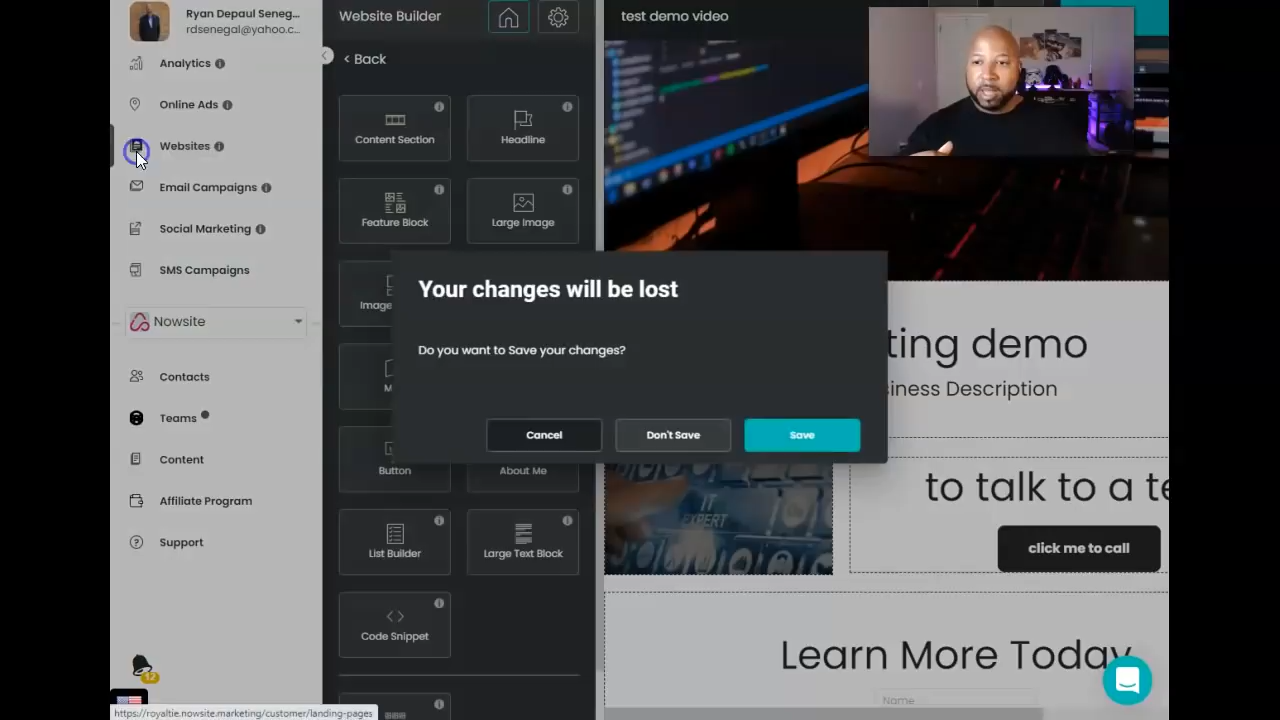 Ryan Depaul Seneg...
rdsenegal@yahoo.c...
Analytics
Online Ads
Websites
Email Campaigns
Social Marketing
SMS Campaigns
Nowsite
Contacts
Teams
Content
Affiliate Program
Support
12
https://royaltie.nowsite.marketing/customer/landing-pages
Website Builder
< Back
Content Section
Headline
Feature Block
Large Image
Image
Button
About Me
List Builder
Large Text Block
Code Snippet
test demo video
Your changes will be lost
Do you want to Save your changes?
Cancel
Don't Save
Save
ting demo
siness Description
IT
EXPERT
to talk to a te
click me to call
Learn More Today
Name